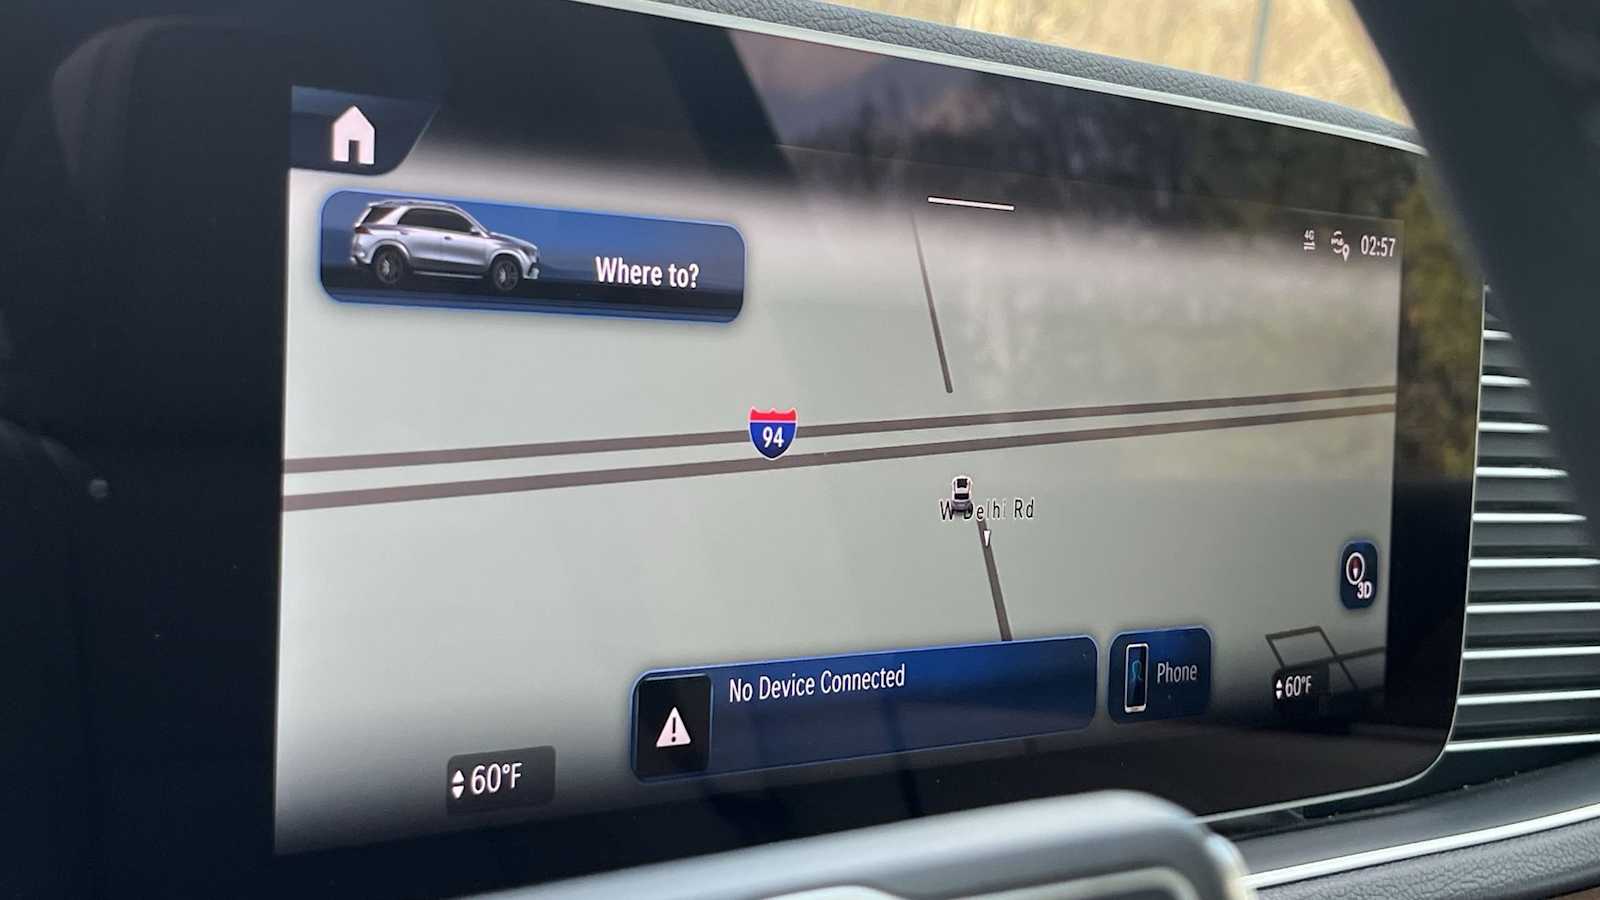 Where to?
4G
02:57
94
W Delhi Rd
3D
No Device Connected
Phone
60°F
60°F